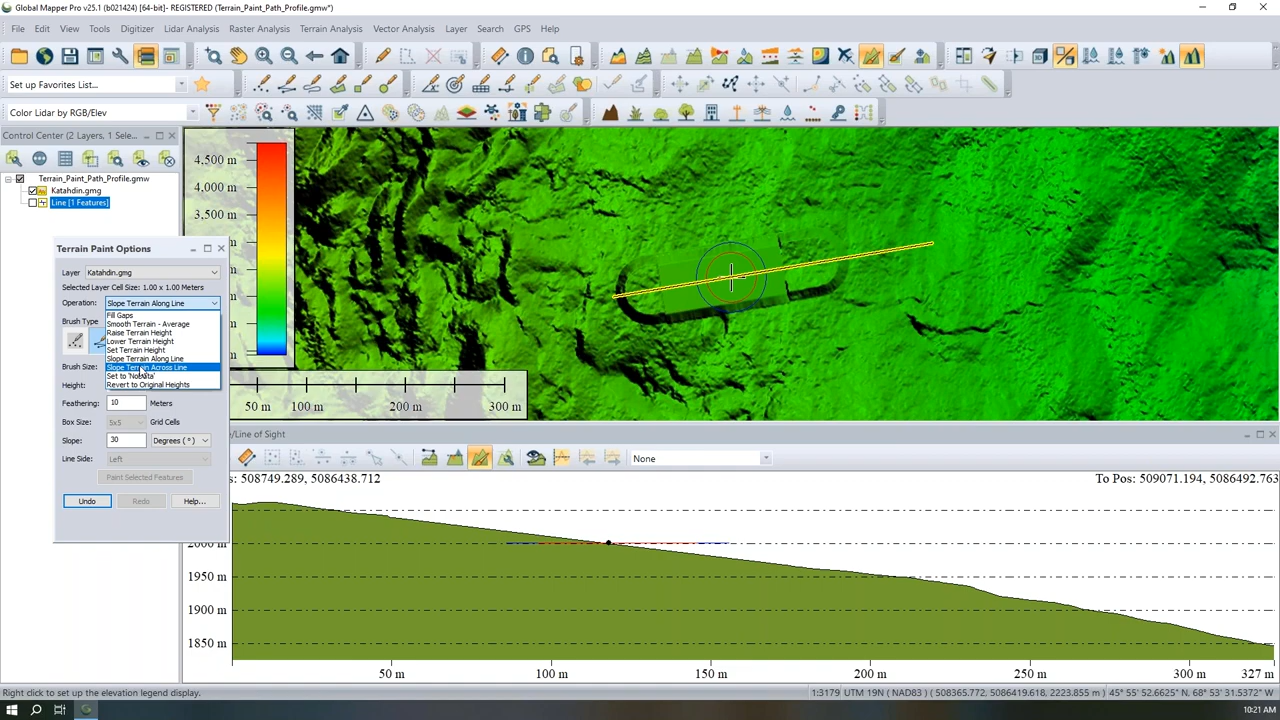 Global Mapper Pro v25.1 (b021424) [64-bit]- REGISTERED (Terrain_Paint_Path_Profile.gmw*)
File Edit View Tools Digitizer Lidar Analysis Raster Analysis Terrain Analysis Vector Analysis Layer Search GPS Help
Set up Favorites List...
Color Lidar by RGB/Elev
Control Center (2 Layers, 1 Sele...
Terrain_Paint_Path_Profile.gmw
Katahdin.gmg
Line [1 Features]
4,500 m
4,000 m
3,500 m
50 m 100 m 200 m 300 m
Terrain Paint Options
Layer Katahdin.gmg
Selected Layer Cell Size: 1.00 x 1.00 Meters
Operation: Slope Terrain Along Line
Fill Gaps
Smooth Terrain - Average
Raise Terrain Height
Lower Terrain Height
Set Terrain Height
Slope Terrain Along Line
Slope Terrain Across Line
Revert to Original Heights
Brush Type
Brush Size:
Height:
Feathering: 10 Meters
Box Size: 5x5 Grid Cells
Slope: 30 Degrees (°)
Line Side: Left
Paint Selected Features
Undo Redo Help...
/Line of Sight
None
s: 508749.289, 5086438.712
To Pos: 509071.194, 5086492.763
2000 m
1950 m
1900 m
1850 m
50 m 100 m 150 m 200 m 250 m 300 m 327 m
Right click to set up the elevation legend display.
1:3179 UTM 19N (NAD83) ( 508365.772, 5086419.618, 2223.855 m ) 45° 55' 52.6625" N, 68° 53' 31.5372" W
10:21 AM